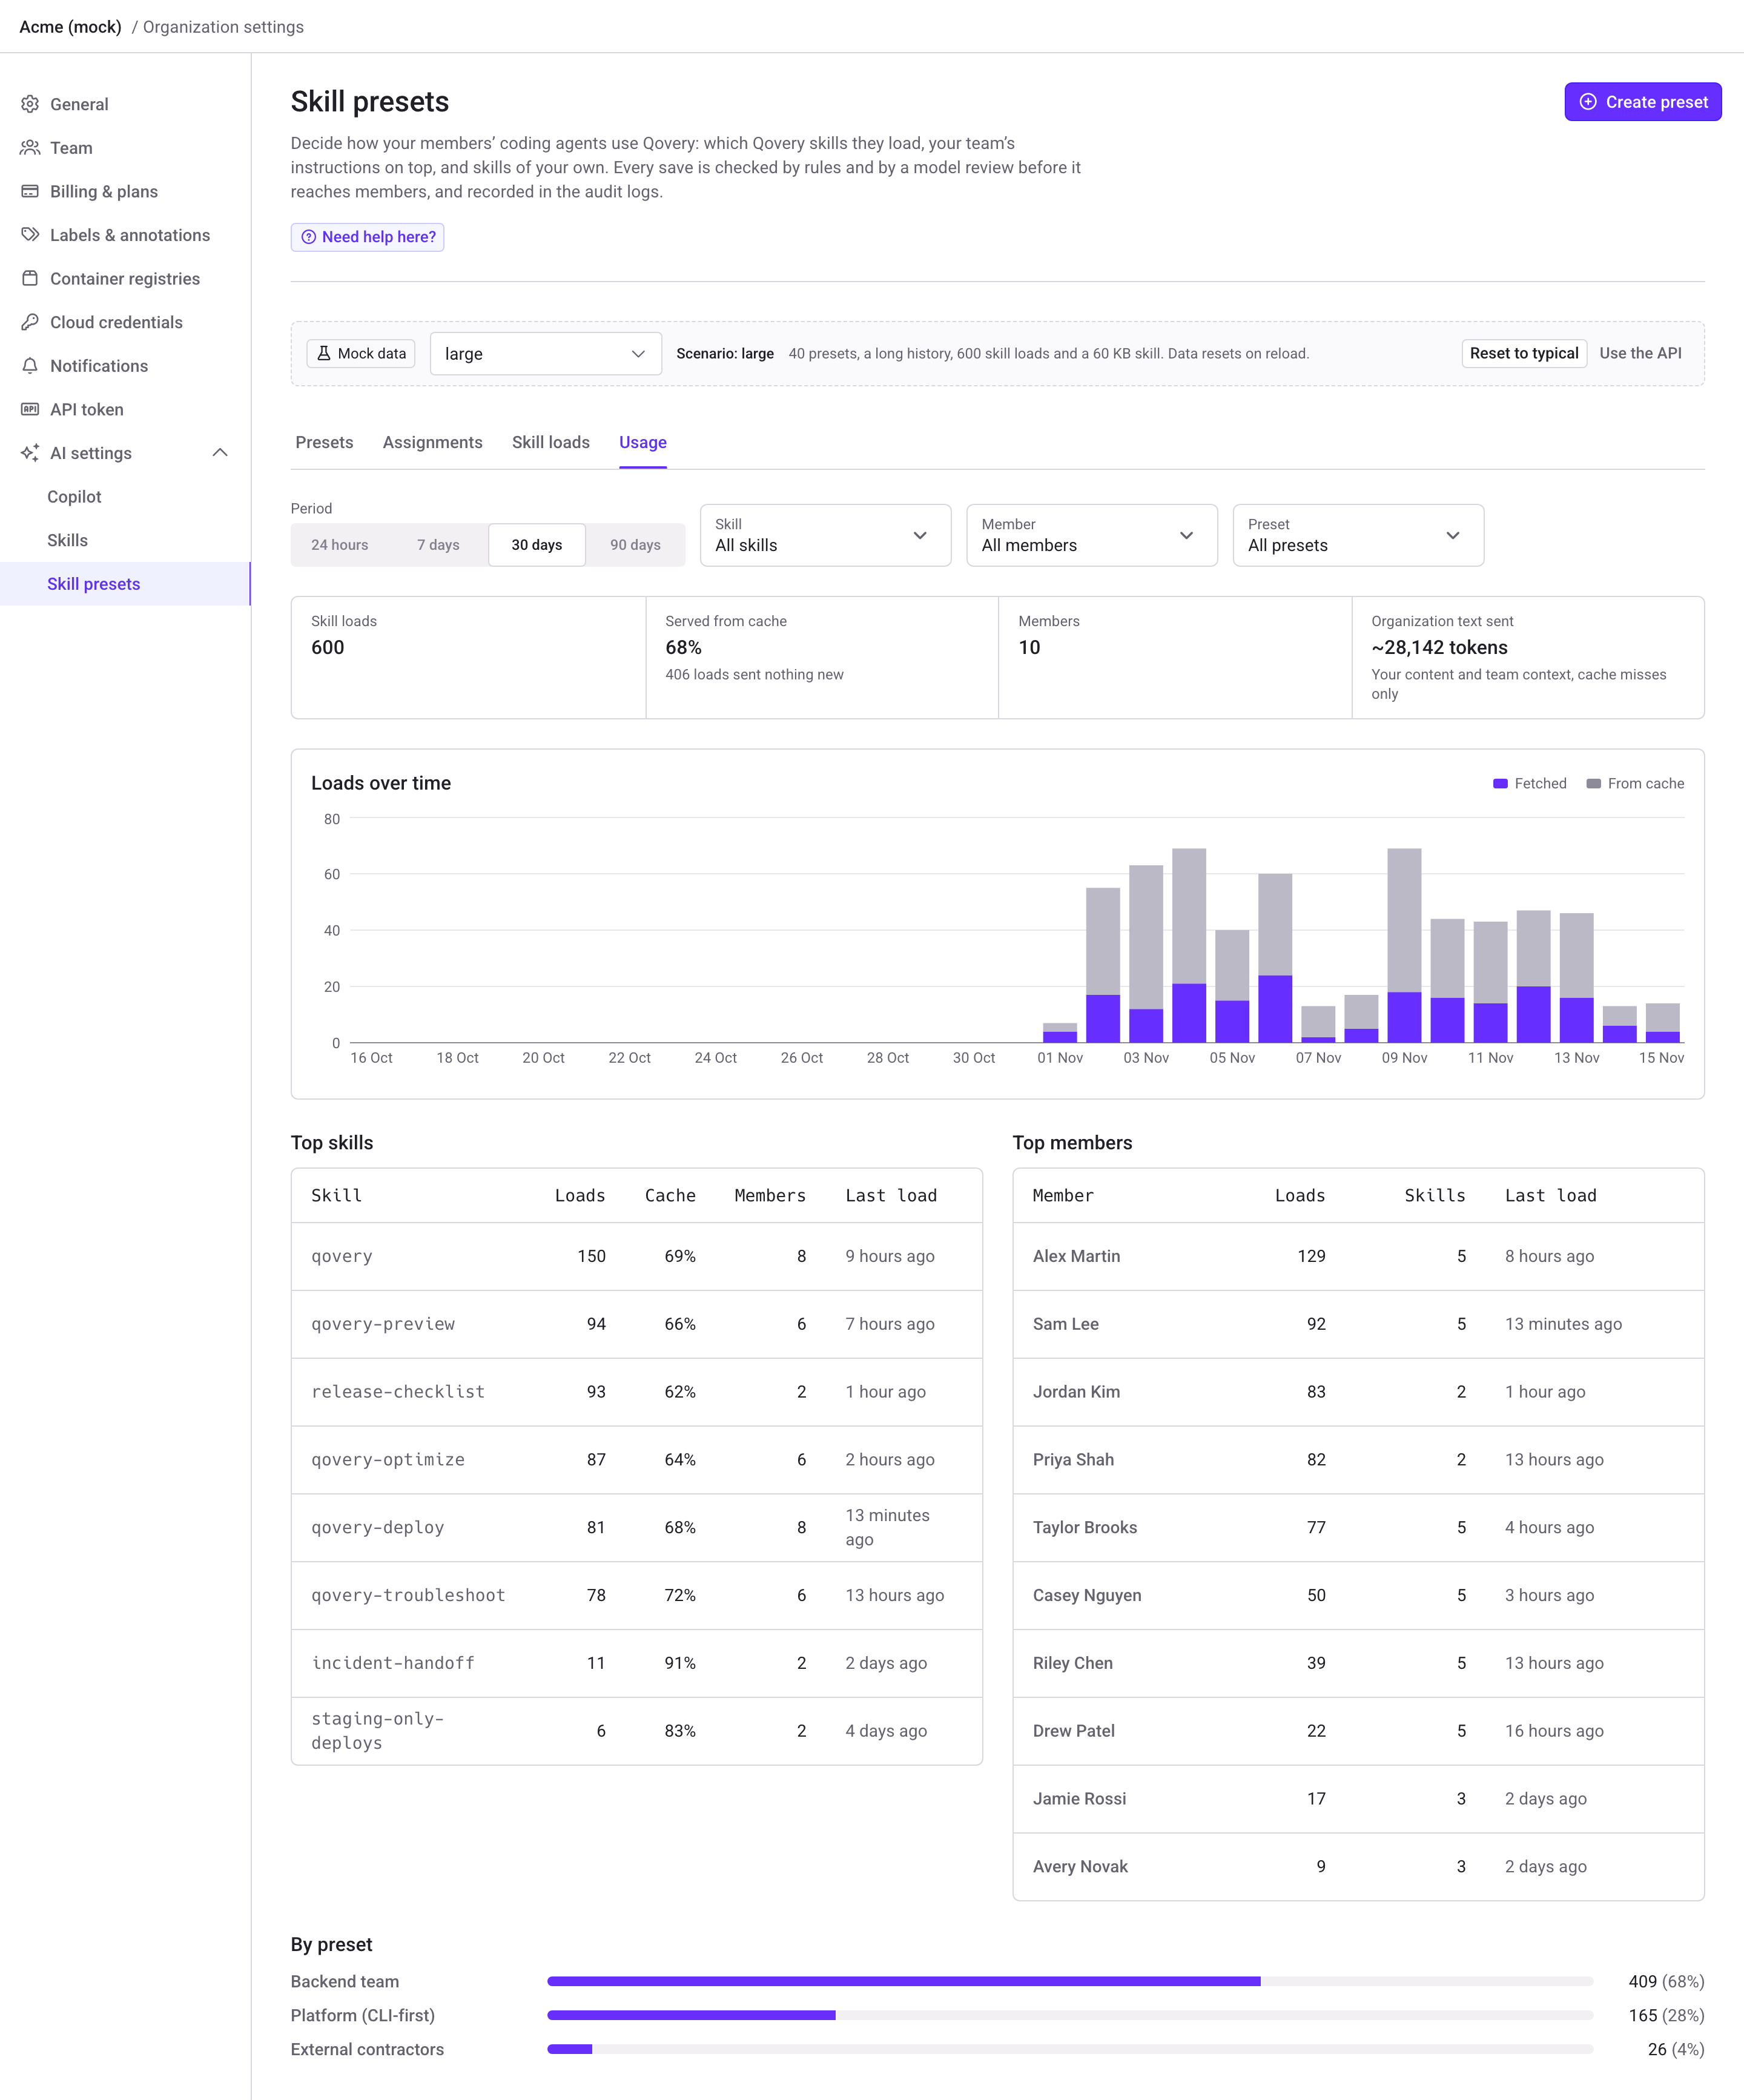 Acme (mock) / Organization settings
General
Team
Billing & plans
Labels & annotations
Container registries
Cloud credentials
Notifications
API token
AI settings
Copilot
Skills
Skill presets
Skill presets
Create preset
Decide how your members’ coding agents use Qovery: which Qovery skills they load, your team’s
instructions on top, and skills of your own. Every save is checked by rules and by a model review before it
reaches members, and recorded in the audit logs.
Need help here?
Mock data
large
Scenario: large 40 presets, a long history, 600 skill loads and a 60 KB skill. Data resets on reload.
Reset to typical
Use the API
Presets Assignments Skill loads Usage
Period
24 hours 7 days 30 days 90 days
Skill
All skills
Member
All members
Preset
All presets
Skill loads
600
Served from cache
68%
406 loads sent nothing new
Members
10
Organization text sent
~28,142 tokens
Your content and team context, cache misses
only
Loads over time
Fetched From cache
80
60
40
20
0
16 Oct 18 Oct 20 Oct 22 Oct 24 Oct 26 Oct 28 Oct 30 Oct 01 Nov 03 Nov 05 Nov 07 Nov 09 Nov 11 Nov 13 Nov 15 Nov
Top skills
Skill Loads Cache Members Last load
qovery 150 69% 8 9 hours ago
qovery-preview 94 66% 6 7 hours ago
release-checklist 93 62% 2 1 hour ago
qovery-optimize 87 64% 6 2 hours ago
qovery-deploy 81 68% 8 13 minutes
ago
qovery-troubleshoot 78 72% 6 13 hours ago
incident-handoff 11 91% 2 2 days ago
staging-only-
deploys 6 83% 2 4 days ago
Top members
Member Loads Skills Last load
Alex Martin 129 5 8 hours ago
Sam Lee 92 5 13 minutes ago
Jordan Kim 83 2 1 hour ago
Priya Shah 82 2 13 hours ago
Taylor Brooks 77 5 4 hours ago
Casey Nguyen 50 5 3 hours ago
Riley Chen 39 5 13 hours ago
Drew Patel 22 5 16 hours ago
Jamie Rossi 17 3 2 days ago
Avery Novak 9 3 2 days ago
By preset
Backend team 409 (68%)
Platform (CLI-first) 165 (28%)
External contractors 26 (4%)